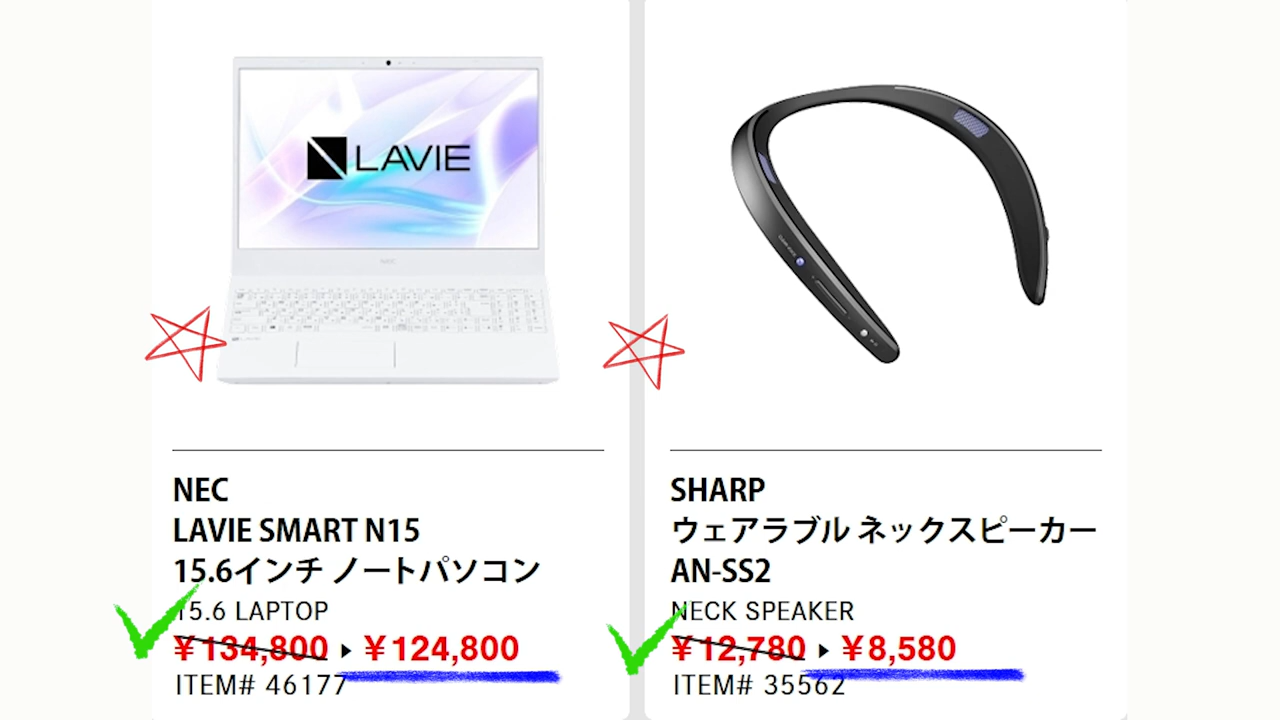 LAVIE
NEC
LAVIE SMART N15
15.6インチ ノートパソコン
15.6 LAPTOP
￥134,800 ▶ ￥124,800
ITEM# 46177
SHARP
ウェアラブル ネックスピーカー
AN-SS2
NECK SPEAKER
￥12,780 ▶ ￥8,580
ITEM# 35562